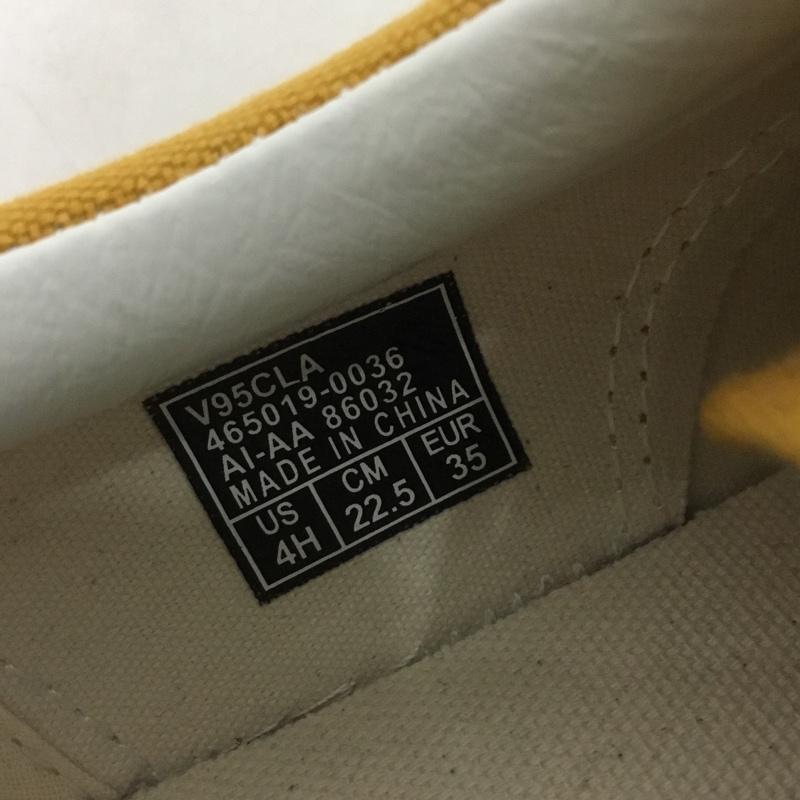 V95CLA
465019-0036
AI-AA 86032
MADE IN CHINA
US CM EUR
4H 22.5 35